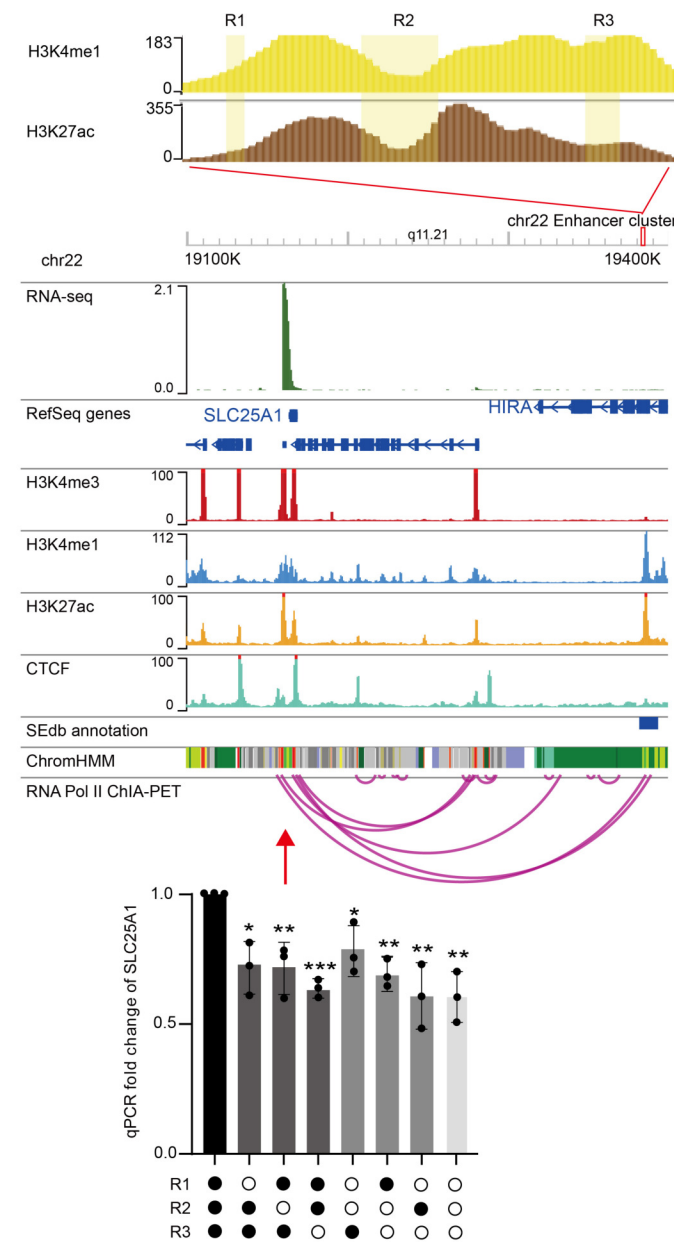 R1 R2 R3
H3K4me1 183
0
H3K27ac 355
0
chr22 Enhancer cluster
q11.21
chr22 19100K 19400K
RNA-seq 2.1
0.0
RefSeq genes SLC25A1 HIRA
H3K4me3 100
0
H3K4me1 112
0
H3K27ac 100
0
CTCF 100
0
SEdb annotation
ChromHMM
RNA Pol II ChIA-PET
qPCR fold change of SLC25A1
1.0
* ** *** * ** ** **
0.5
0.0
R1
R2
R3